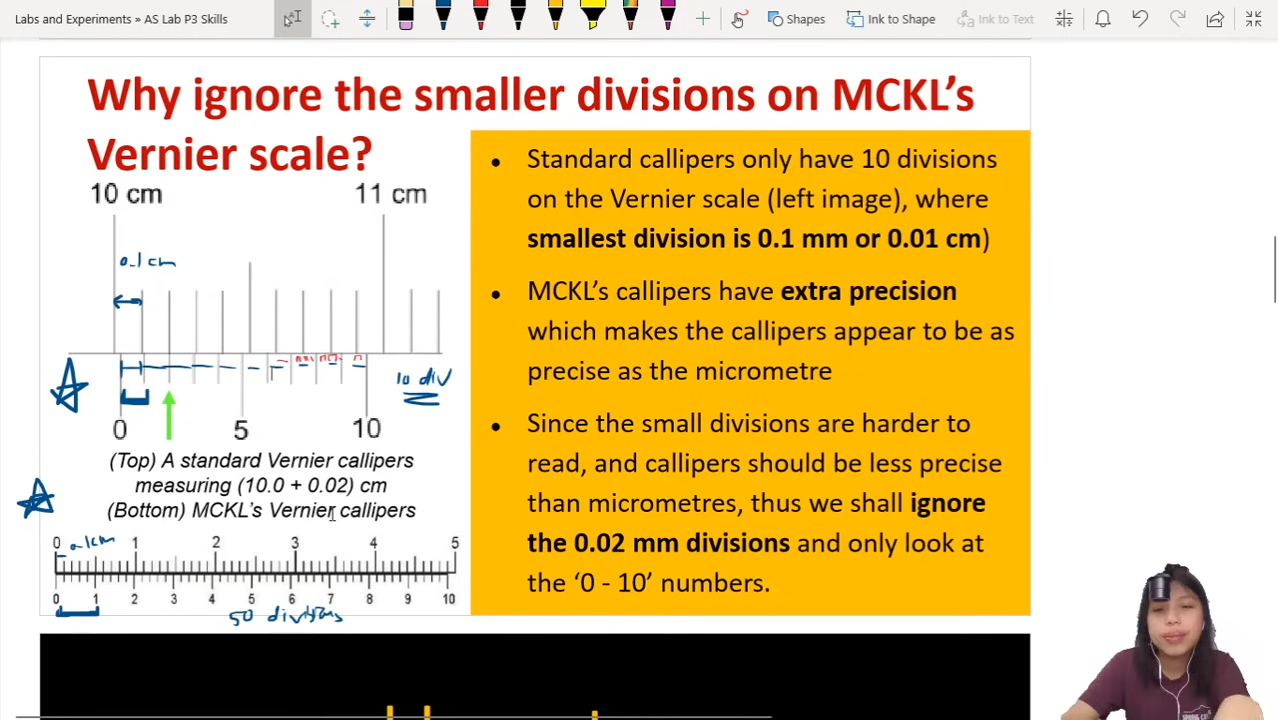 Labs and Experiments » AS Lab P3 Skills
Shapes
Ink to Shape
Ink to Text
Why ignore the smaller divisions on MCKL's
Vernier scale?
10 cm
11 cm
0.1 cm
10 div
0
5
10
(Top) A standard Vernier callipers
measuring (10.0 + 0.02) cm
(Bottom) MCKL's Vernier callipers
0 1 2 3 4 5
0.1cm
0 1 2 3 4 5 6 7 8 9 10
50 divisions
• Standard callipers only have 10 divisions
on the Vernier scale (left image), where
smallest division is 0.1 mm or 0.01 cm)
• MCKL's callipers have extra precision
which makes the callipers appear to be as
precise as the micrometre
• Since the small divisions are harder to
read, and callipers should be less precise
than micrometres, thus we shall ignore
the 0.02 mm divisions and only look at
the '0 - 10' numbers.